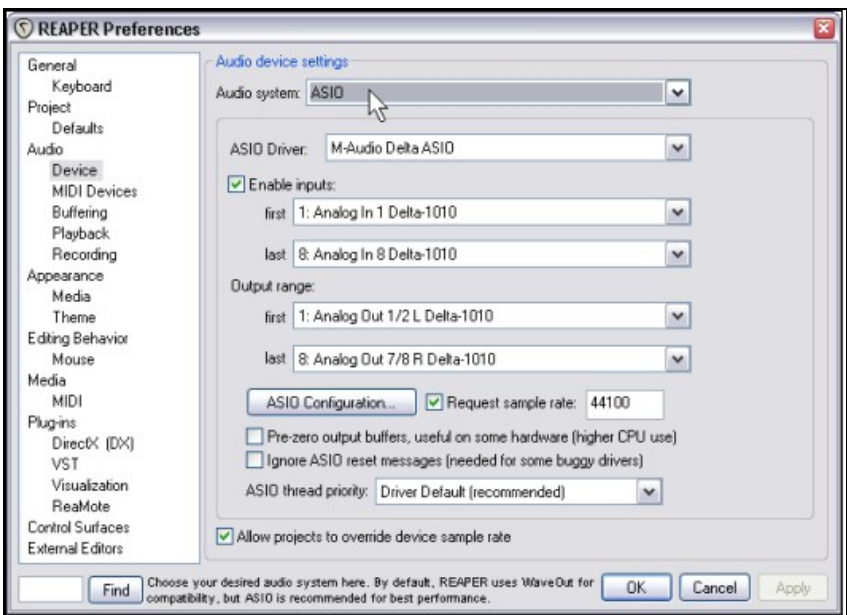 REAPER Preferences
General
Keyboard
Project
Defaults
Audio
Device
MIDI Devices
Buffering
Playback
Recording
Appearance
Media
Theme
Editing Behavior
Mouse
Media
MIDI
Plug-ins
DirectX (DX)
VST
Visualization
ReaMote
Control Surfaces
External Editors
Audio device settings
Audio system: ASIO
ASIO Driver: M-Audio Delta ASIO
Enable inputs:
first 1: Analog In 1 Delta-1010
last 8: Analog In 8 Delta-1010
Output range:
first 1: Analog Out 1/2 L Delta-1010
last 8: Analog Out 7/8 R Delta-1010
ASIO Configuration... Request sample rate: 44100
Pre-zero output buffers, useful on some hardware (higher CPU use)
Ignore ASIO reset messages (needed for some buggy drivers)
ASIO thread priority: Driver Default (recommended)
Allow projects to override device sample rate
Find
Choose your desired audio system here. By default, REAPER uses WaveOut for
compatibility, but ASIO is recommended for best performance.
OK Cancel Apply